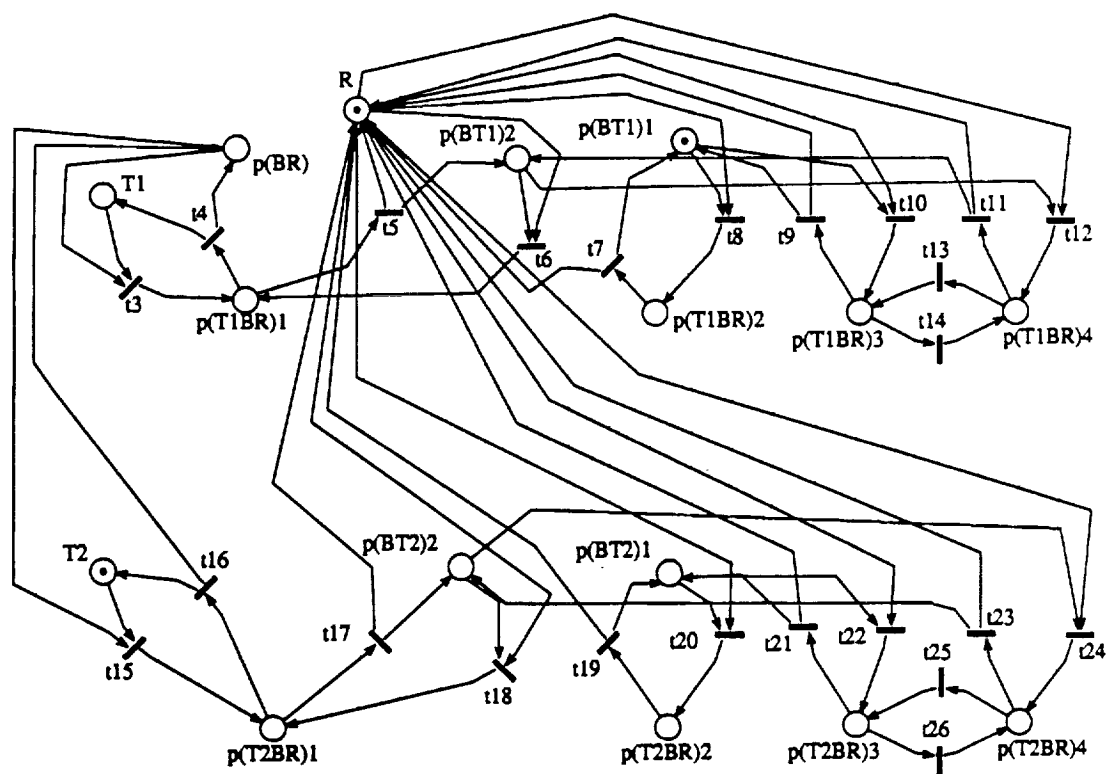 R
p(BT1)2
p(BT1)1
p(BR)
T1
t4
t5
t6
t7
t8
t9
t10
t11
t12
t3
t13
t14
p(T1BR)1
p(T1BR)2
p(T1BR)3
p(T1BR)4
T2
t16
p(BT2)2
p(BT2)1
t15
t17
t18
t19
t20
t21
t22
t23
t24
t25
t26
p(T2BR)1
p(T2BR)2
p(T2BR)3
p(T2BR)4